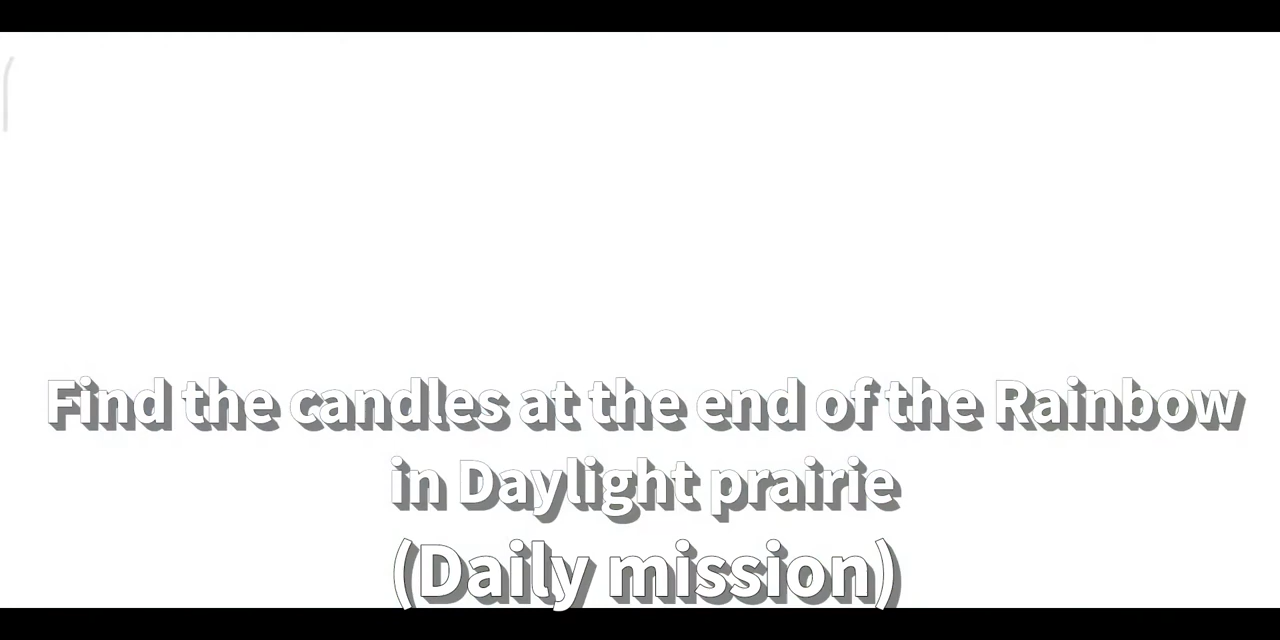 Find the candles at the end of the Rainbow
in Daylight prairie
(Daily mission)